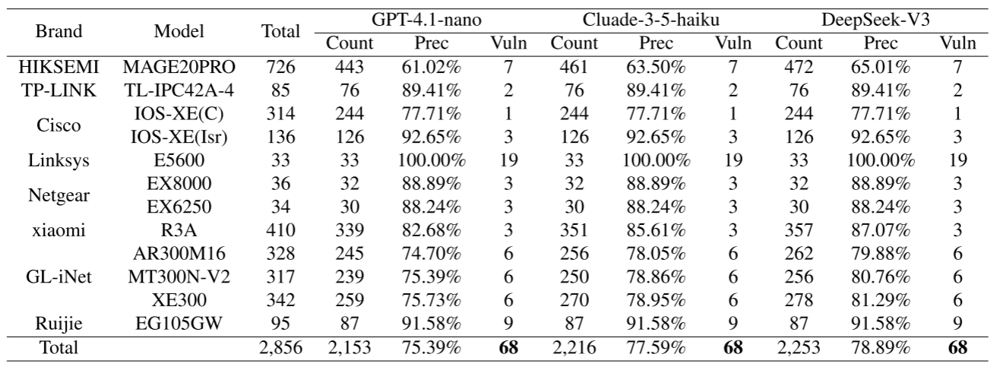 Brand Model Total GPT-4.1-nano Cluade-3-5-haiku DeepSeek-V3
Count Prec Vuln Count Prec Vuln Count Prec Vuln
HIKSEMI MAGE20PRO 726 443 61.02% 7 461 63.50% 7 472 65.01% 7
TP-LINK TL-IPC42A-4 85 76 89.41% 2 76 89.41% 2 76 89.41% 2
Cisco IOS-XE(C) 314 244 77.71% 1 244 77.71% 1 244 77.71% 1
IOS-XE(Isr) 136 126 92.65% 3 126 92.65% 3 126 92.65% 3
Linksys E5600 33 33 100.00% 19 33 100.00% 19 33 100.00% 19
Netgear EX8000 36 32 88.89% 3 32 88.89% 3 32 88.89% 3
EX6250 34 30 88.24% 3 30 88.24% 3 30 88.24% 3
xiaomi R3A 410 339 82.68% 3 351 85.61% 3 357 87.07% 3
AR300M16 328 245 74.70% 6 256 78.05% 6 262 79.88% 6
GL-iNet MT300N-V2 317 239 75.39% 6 250 78.86% 6 256 80.76% 6
XE300 342 259 75.73% 6 270 78.95% 6 278 81.29% 6
Ruijie EG105GW 95 87 91.58% 9 87 91.58% 9 87 91.58% 9
Total 2,856 2,153 75.39% 68 2,216 77.59% 68 2,253 78.89% 68